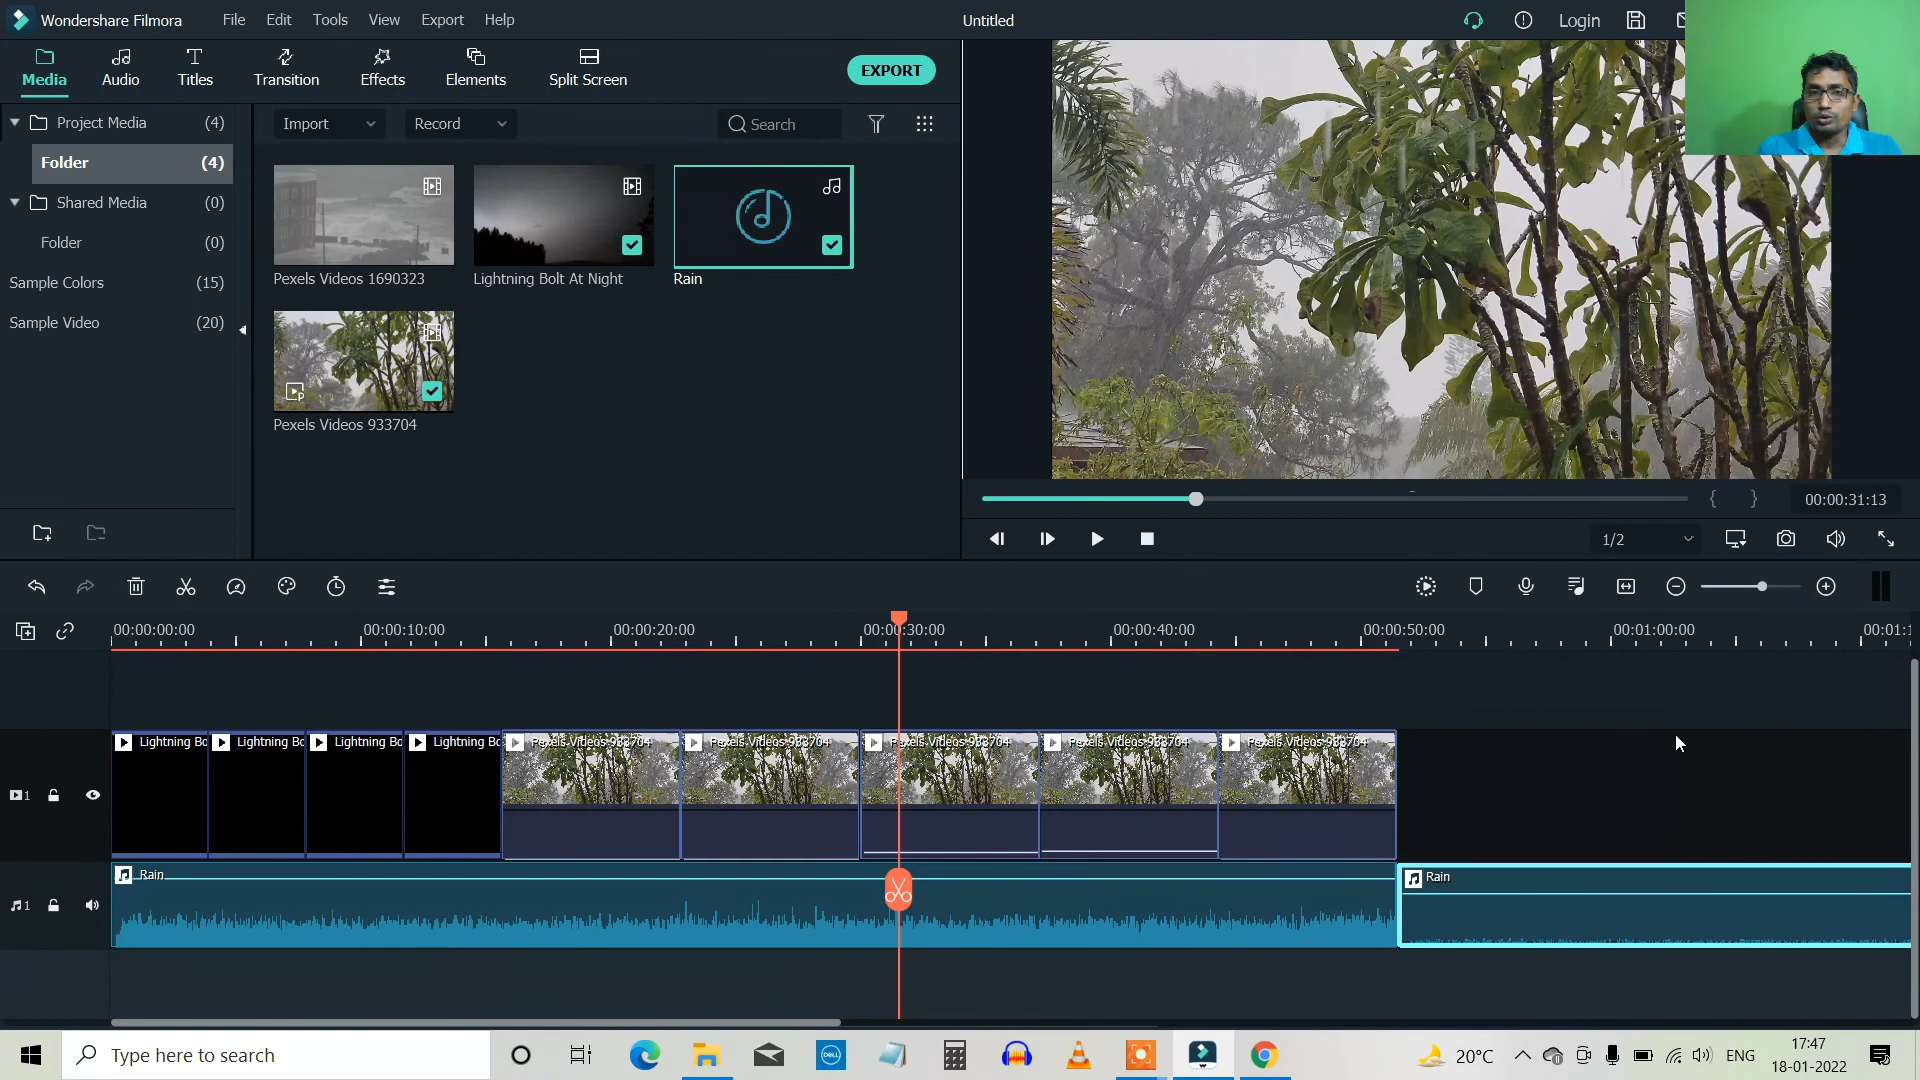 Wondershare Filmora File Edit Tools View Export Help Untitled Login
Media Audio Titles Transition Effects Elements Split Screen EXPORT
Project Media (4)
Folder (4)
Shared Media (0)
Folder (0)
Sample Colors (15)
Sample Video (20)
Import Record Search
Pexels Videos 1690323 Lightning Bolt At Night Rain
Pexels Videos 933704
{ } 00:00:31:13
1/2
00:00:00:00 00:00:10:00 00:00:20:00 00:00:30:00 00:00:40:00 00:00:50:00 00:01:00:00 00:01:1
Lightning Bo Lightning Bo Lightning Bo Lightning Bo Pexels Videos 933704 Pexels Videos 933704 Pexels Videos 933704 Pexels Videos 933704 Pexels Videos 933704
1
Rain Rain
1
Type here to search DELL 20°C ENG 17:47
18-01-2022